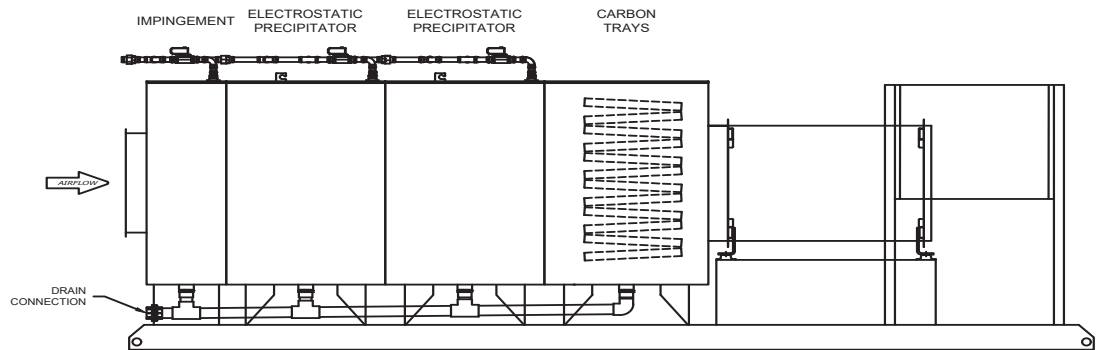 IMPINGEMENT
ELECTROSTATIC
PRECIPITATOR
ELECTROSTATIC
PRECIPITATOR
CARBON
TRAYS
AIRFLOW
DRAIN
CONNECTION